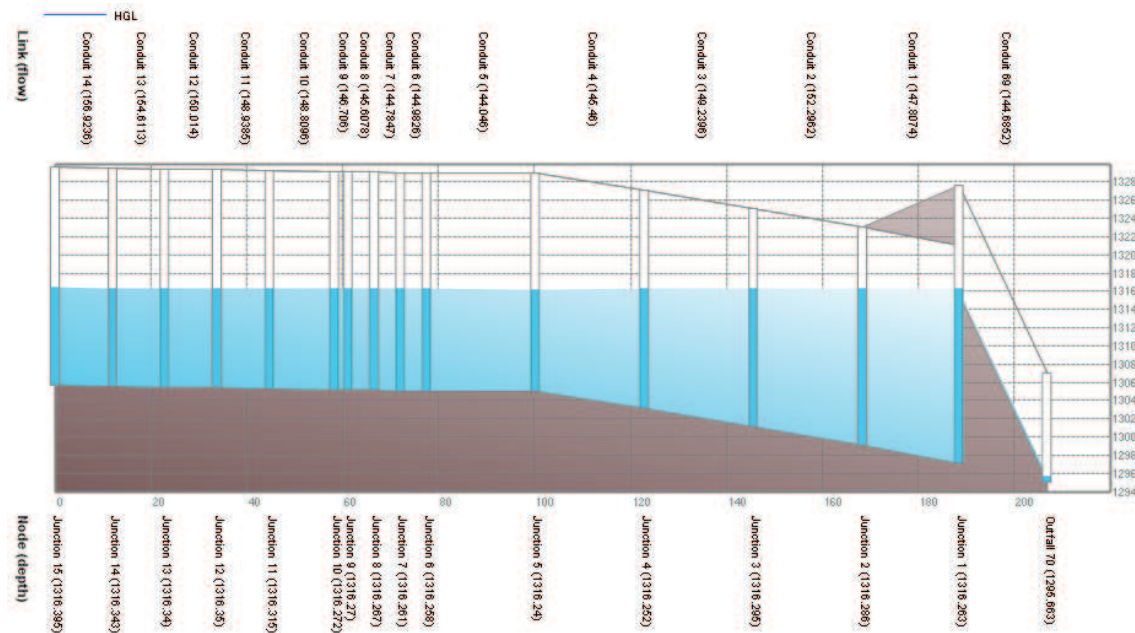 HGL
Link (flow)
Conduit 14 (156.9236)
Conduit 13 (154.6113)
Conduit 12 (150.014)
Conduit 11 (148.9385)
Conduit 10 (148.8096)
Conduit 9 (146.706)
Conduit 8 (145.6078)
Conduit 7 (144.7847)
Conduit 6 (144.9826)
Conduit 5 (144.046)
Conduit 4 (145.46)
Conduit 3 (149.2396)
Conduit 2 (152.2962)
Conduit 1 (147.8074)
Conduit 69 (144.6852)
1328
1326
1324
1322
1320
1318
1316
1314
1312
1310
1308
1306
1304
1302
1300
1298
1296
1294
0 20 40 60 80 100 120 140 160 180 200
Node (depth)
Junction 15 (1316.395)
Junction 14 (1316.343)
Junction 13 (1316.34)
Junction 12 (1316.35)
Junction 11 (1316.315)
Junction 10 (1316.272)
Junction 9 (1316.27)
Junction 8 (1316.267)
Junction 7 (1316.261)
Junction 6 (1316.258)
Junction 5 (1316.24)
Junction 4 (1316.252)
Junction 3 (1316.295)
Junction 2 (1316.286)
Junction 1 (1316.263)
Outfall 70 (1295.663)